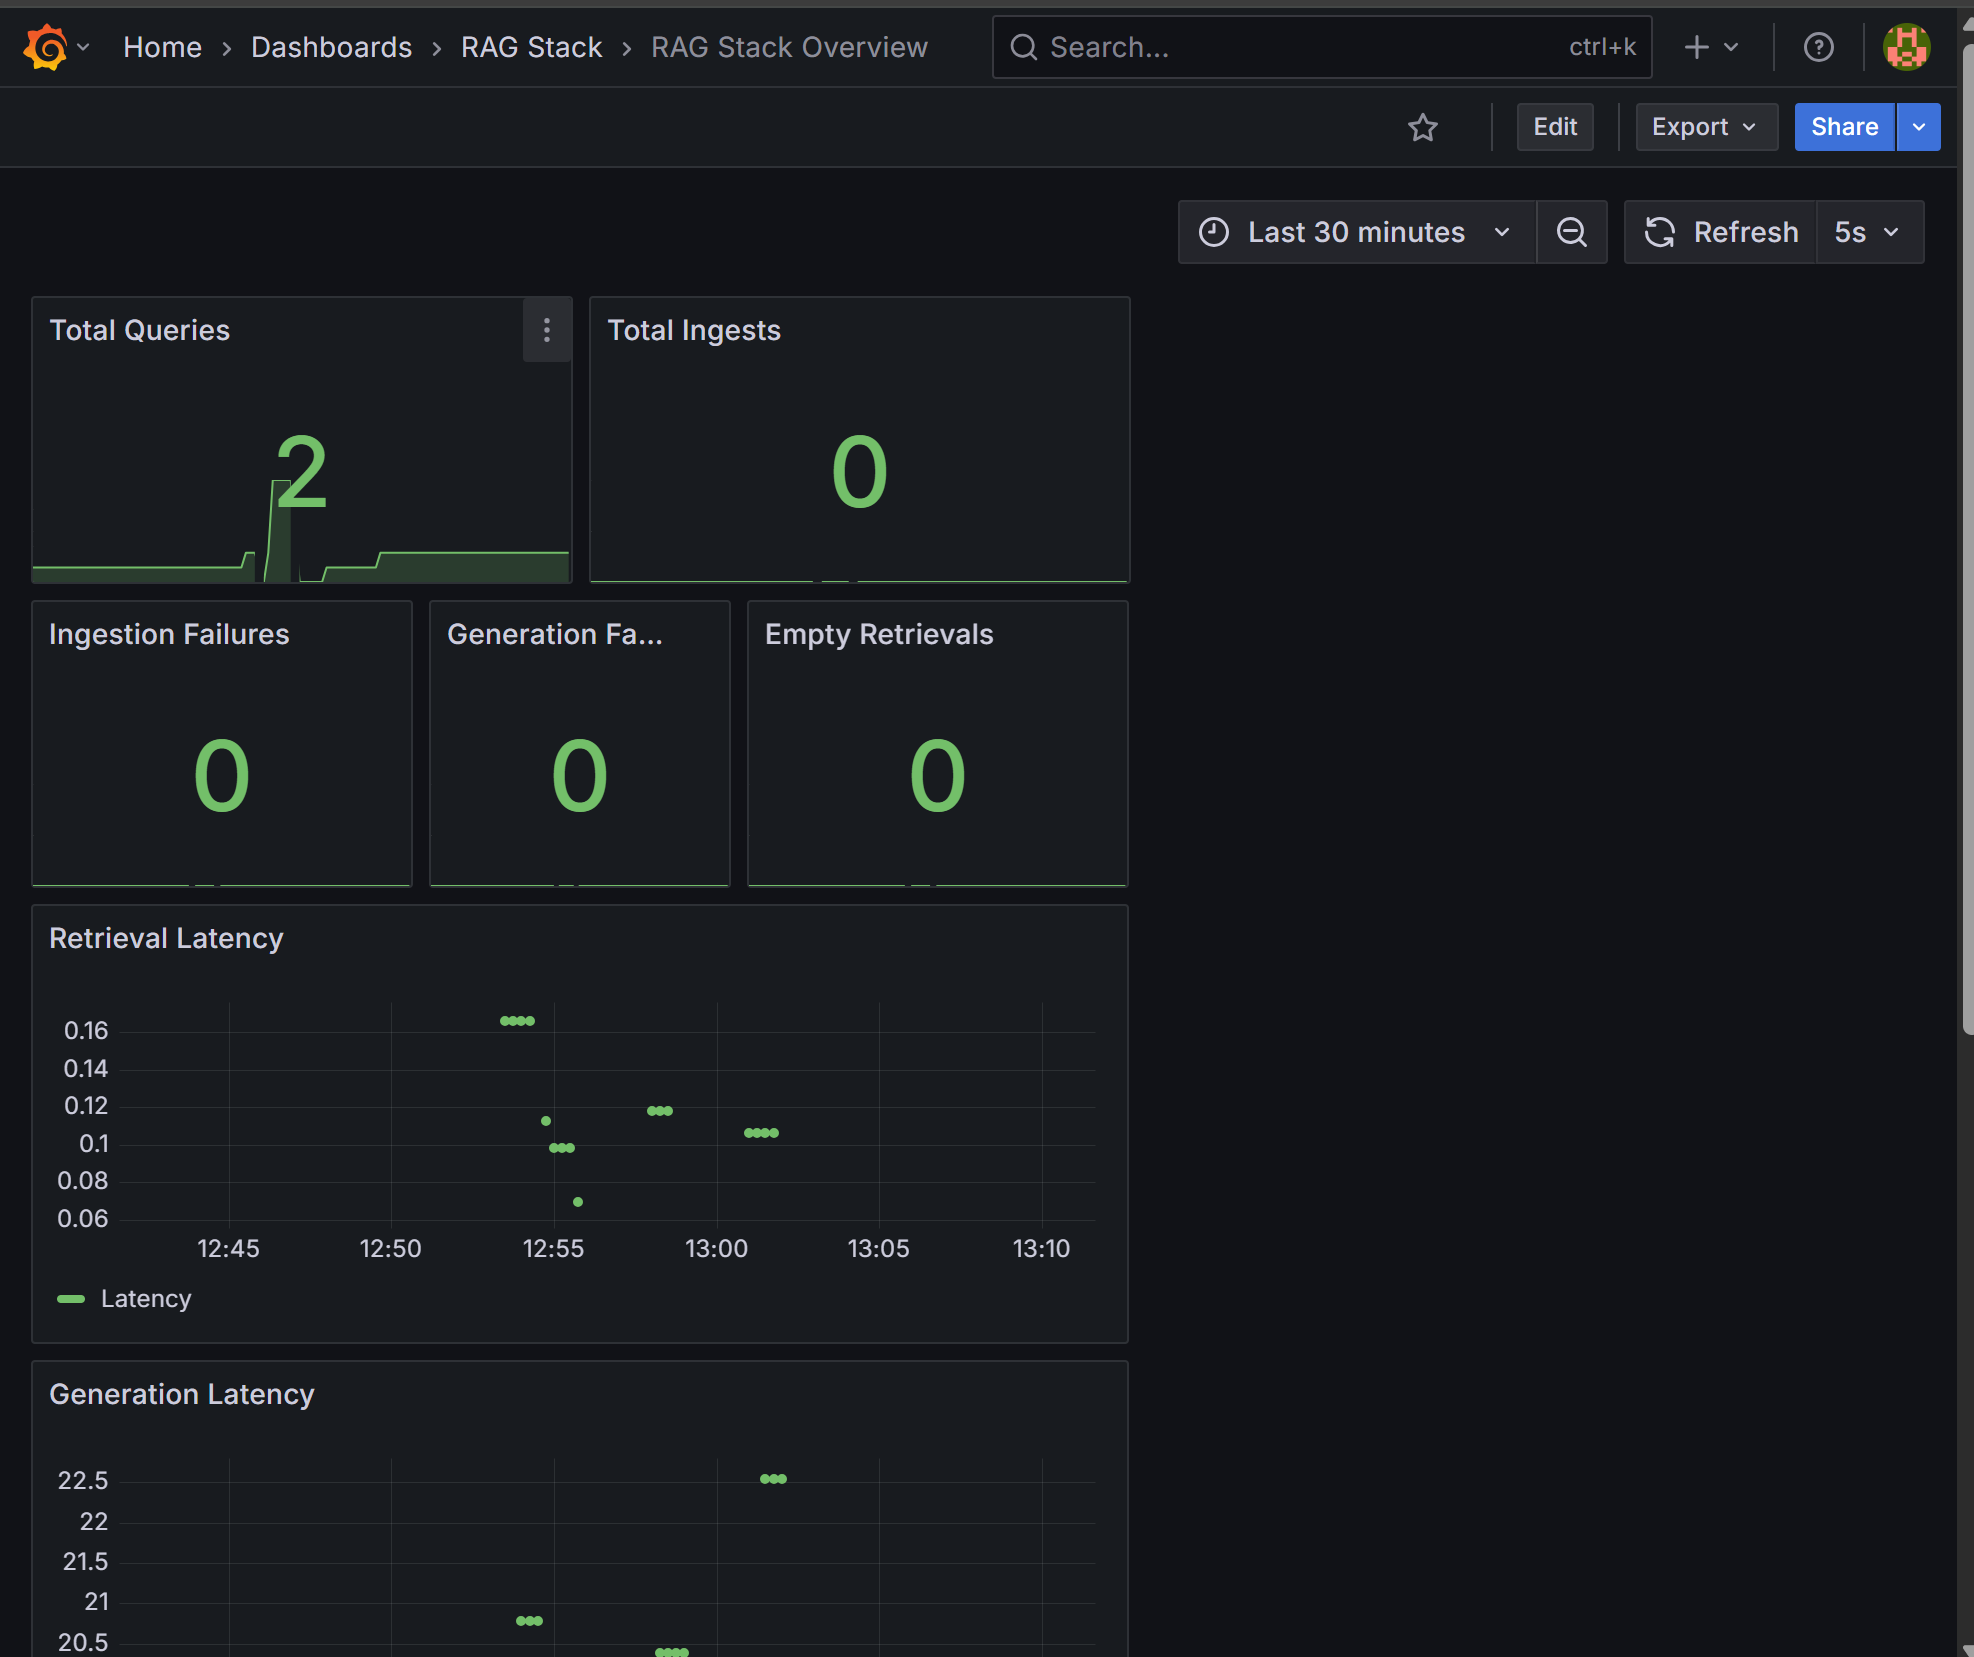 Home › Dashboards › RAG Stack › RAG Stack Overview
Search...
ctrl+k
Edit
Export
Share
Last 30 minutes
Refresh
5s
Total Queries
2
Total Ingests
0
Ingestion Failures
0
Generation Fa...
0
Empty Retrievals
0
Retrieval Latency
0.16
0.14
0.12
0.1
0.08
0.06
12:45 12:50 12:55 13:00 13:05 13:10
Latency
Generation Latency
22.5
22
21.5
21
20.5